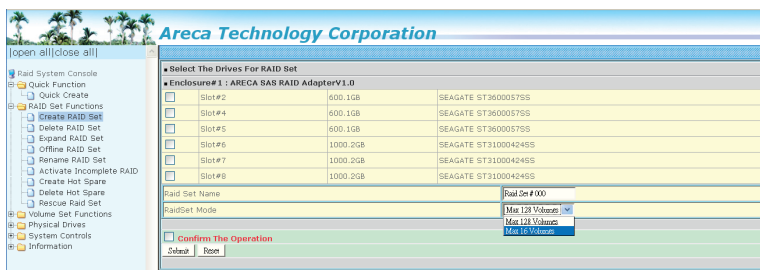 Areca Technology Corporation
|open all|close all|
Raid System Console
Quick Function
Quick Create
RAID Set Functions
Create RAID Set
Delete RAID Set
Expand RAID Set
Offline RAID Set
Rename RAID Set
Activate Incomplete RAID
Create Hot Spare
Delete Hot Spare
Rescue Raid Set
Volume Set Functions
Physical Drives
System Controls
Information
Select The Drives For RAID Set
Enclosure#1 : ARECA SAS RAID AdapterV1.0
Slot#2 600.1GB SEAGATE ST3600057SS
Slot#4 600.1GB SEAGATE ST3600057SS
Slot#5 600.1GB SEAGATE ST3600057SS
Slot#6 1000.2GB SEAGATE ST31000424SS
Slot#7 1000.2GB SEAGATE ST31000424SS
Slot#8 1000.2GB SEAGATE ST31000424SS
Raid Set Name Raid Set # 000
RaidSet Mode Max 128 Volumes
Max 128 Volumes
Max 16 Volumes
Confirm The Operation
Submit Reset